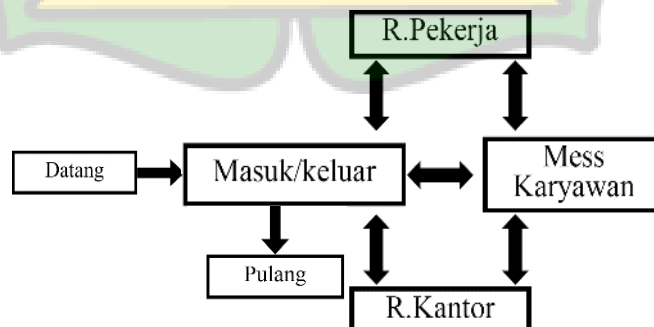 R.Pekerja
Datang
Masuk/keluar
Mess
Karyawan
Pulang
R.Kantor